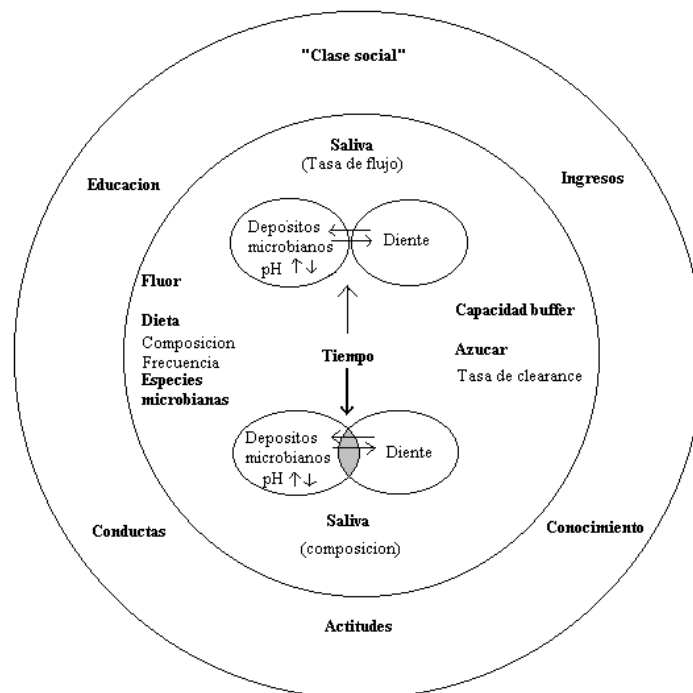 "Clase social"
Saliva
(Tasa de flujo)
Educacion
Ingresos
Depositos
microbianos
pH ↑↓
Diente
Fluor
Capacidad buffer
Dieta
Composicion
Frecuencia
Especies
microbianas
Tiempo
Azucar
Tasa de clearance
Depositos
microbianos
pH ↑↓
Diente
Saliva
(composicion)
Conductas
Conocimiento
Actitudes